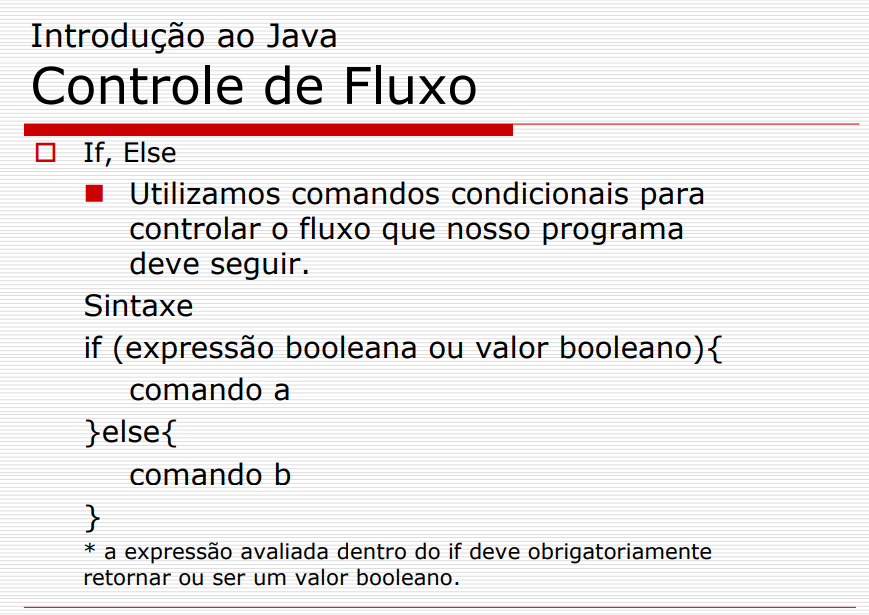 Introdução ao Java
Controle de Fluxo
If, Else
Utilizamos comandos condicionais para
controlar o fluxo que nosso programa
deve seguir.
Sintaxe
if (expressão booleana ou valor booleano){
comando a
}else{
comando b
}
* a expressão avaliada dentro do if deve obrigatoriamente
retornar ou ser um valor booleano.